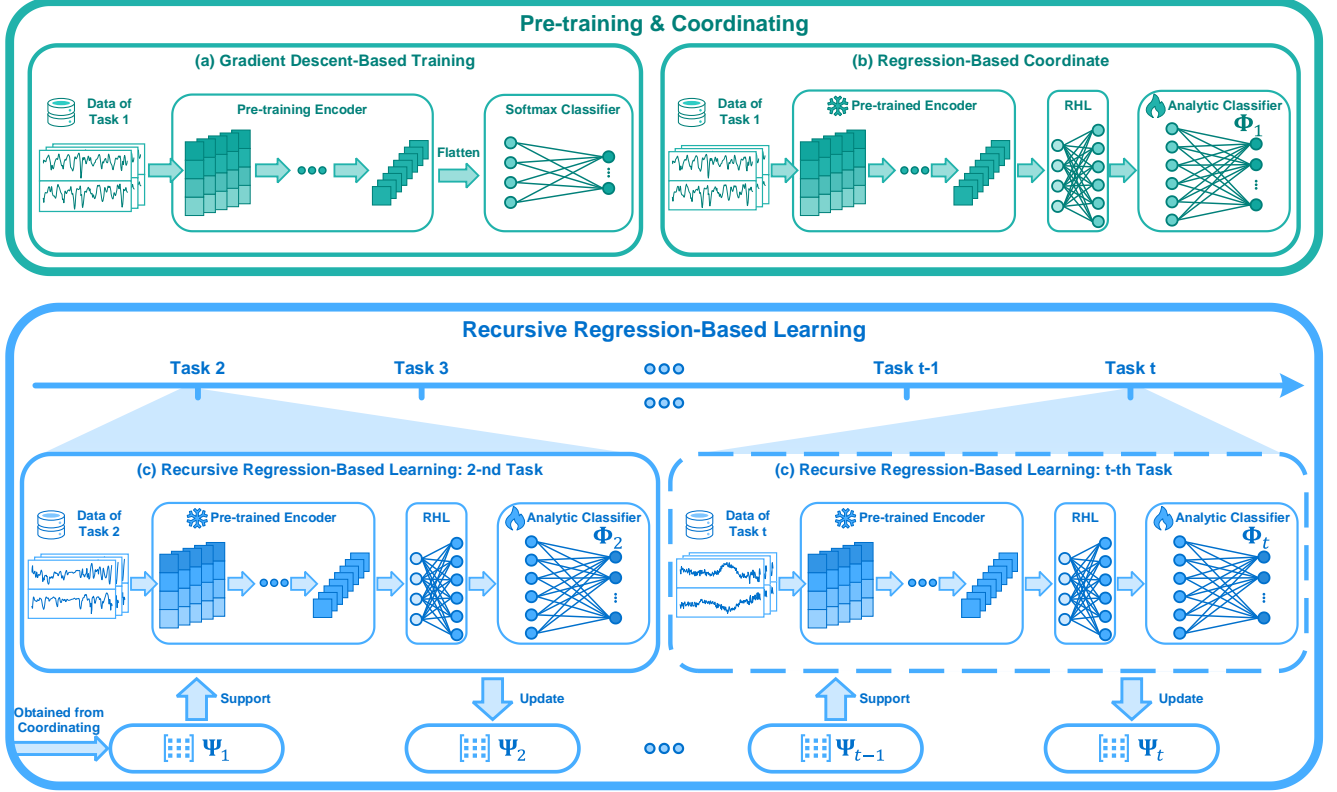 Pre-training & Coordinating
(a) Gradient Descent-Based Training
Data of
Task 1
Pre-training Encoder
Flatten
Softmax Classifier
(b) Regression-Based Coordinate
Data of
Task 1
Pre-trained Encoder
RHL
Analytic Classifier
Φ1
Recursive Regression-Based Learning
Task 2
Task 3
Task t-1
Task t
(c) Recursive Regression-Based Learning: 2-nd Task
Data of
Task 2
Pre-trained Encoder
RHL
Analytic Classifier
Φ2
(c) Recursive Regression-Based Learning: t-th Task
Data of
Task t
Pre-trained Encoder
RHL
Analytic Classifier
Φt
Support
Update
Support
Update
Obtained from
Coordinating
Ψ1
Ψ2
Ψt−1
Ψt